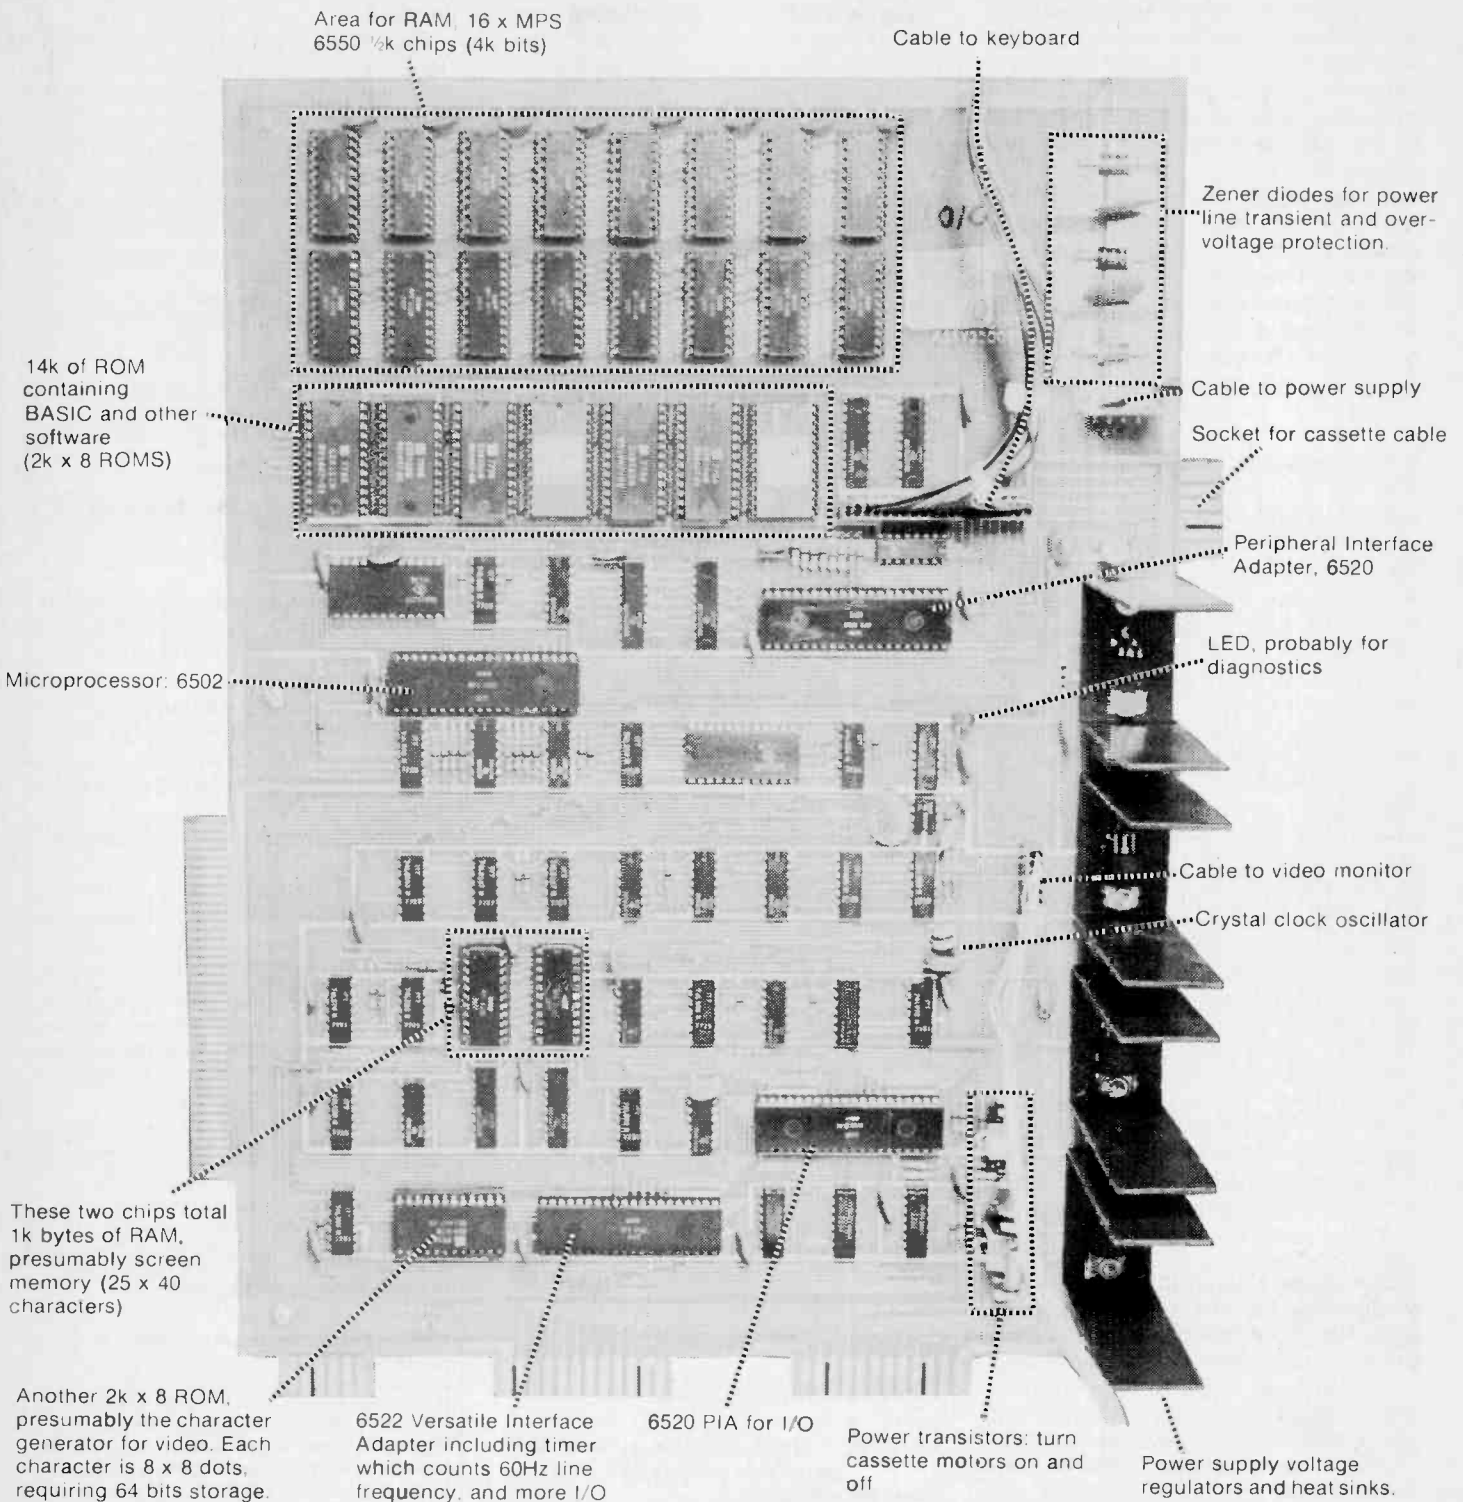 Area for RAM, 16 x MPS
6550 ½k chips (4k bits)
Cable to keyboard
O/O
Zener diodes for power
line transient and over-
voltage protection.
14k of ROM
containing
BASIC and other
software
(2k x 8 ROMS)
Cable to power supply
Socket for cassette cable
Peripheral Interface
Adapter, 6520
LED, probably for
diagnostics
Microprocessor: 6502
Cable to video monitor
Crystal clock oscillator
These two chips total
1k bytes of RAM,
presumably screen
memory (25 x 40
characters)
Another 2k x 8 ROM,
presumably the character
generator for video. Each
character is 8 x 8 dots,
requiring 64 bits storage.
6522 Versatile Interface
Adapter including timer
which counts 60Hz line
frequency, and more I/O
6520 PIA for I/O
Power transistors: turn
cassette motors on and
off
Power supply voltage
regulators and heat sinks.